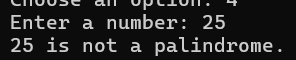 Choose an option: 4
Enter a number: 25
25 is not a palindrome.